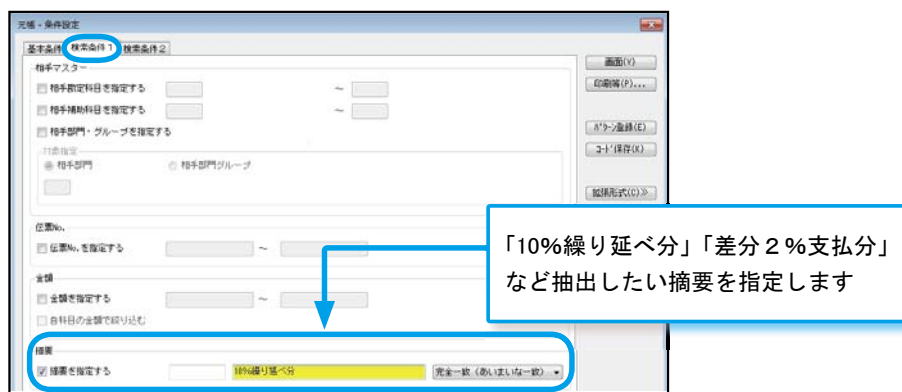 元帳・条件設定
基本条件 検索条件1 検索条件2
相手マスター
相手勘定科目を指定する ～
相手補助科目を指定する ～
相手部門・グループを指定する
相手部門 相手部門グループ
伝票No.
伝票No.を指定する ～
金額
金額を指定する ～
自科目の金額で絞り込む
摘要
摘要を指定する 10%繰り延べ分 完全一致（あいまいな一致）
画面(V)
印刷等(P)...
ﾊﾟﾀｰﾝ登録(E)
ｺｰﾄﾞ保存(X)
拡張形式(C)≫
「10%繰り延べ分」「差分２％支払分」
など抽出したい摘要を指定します